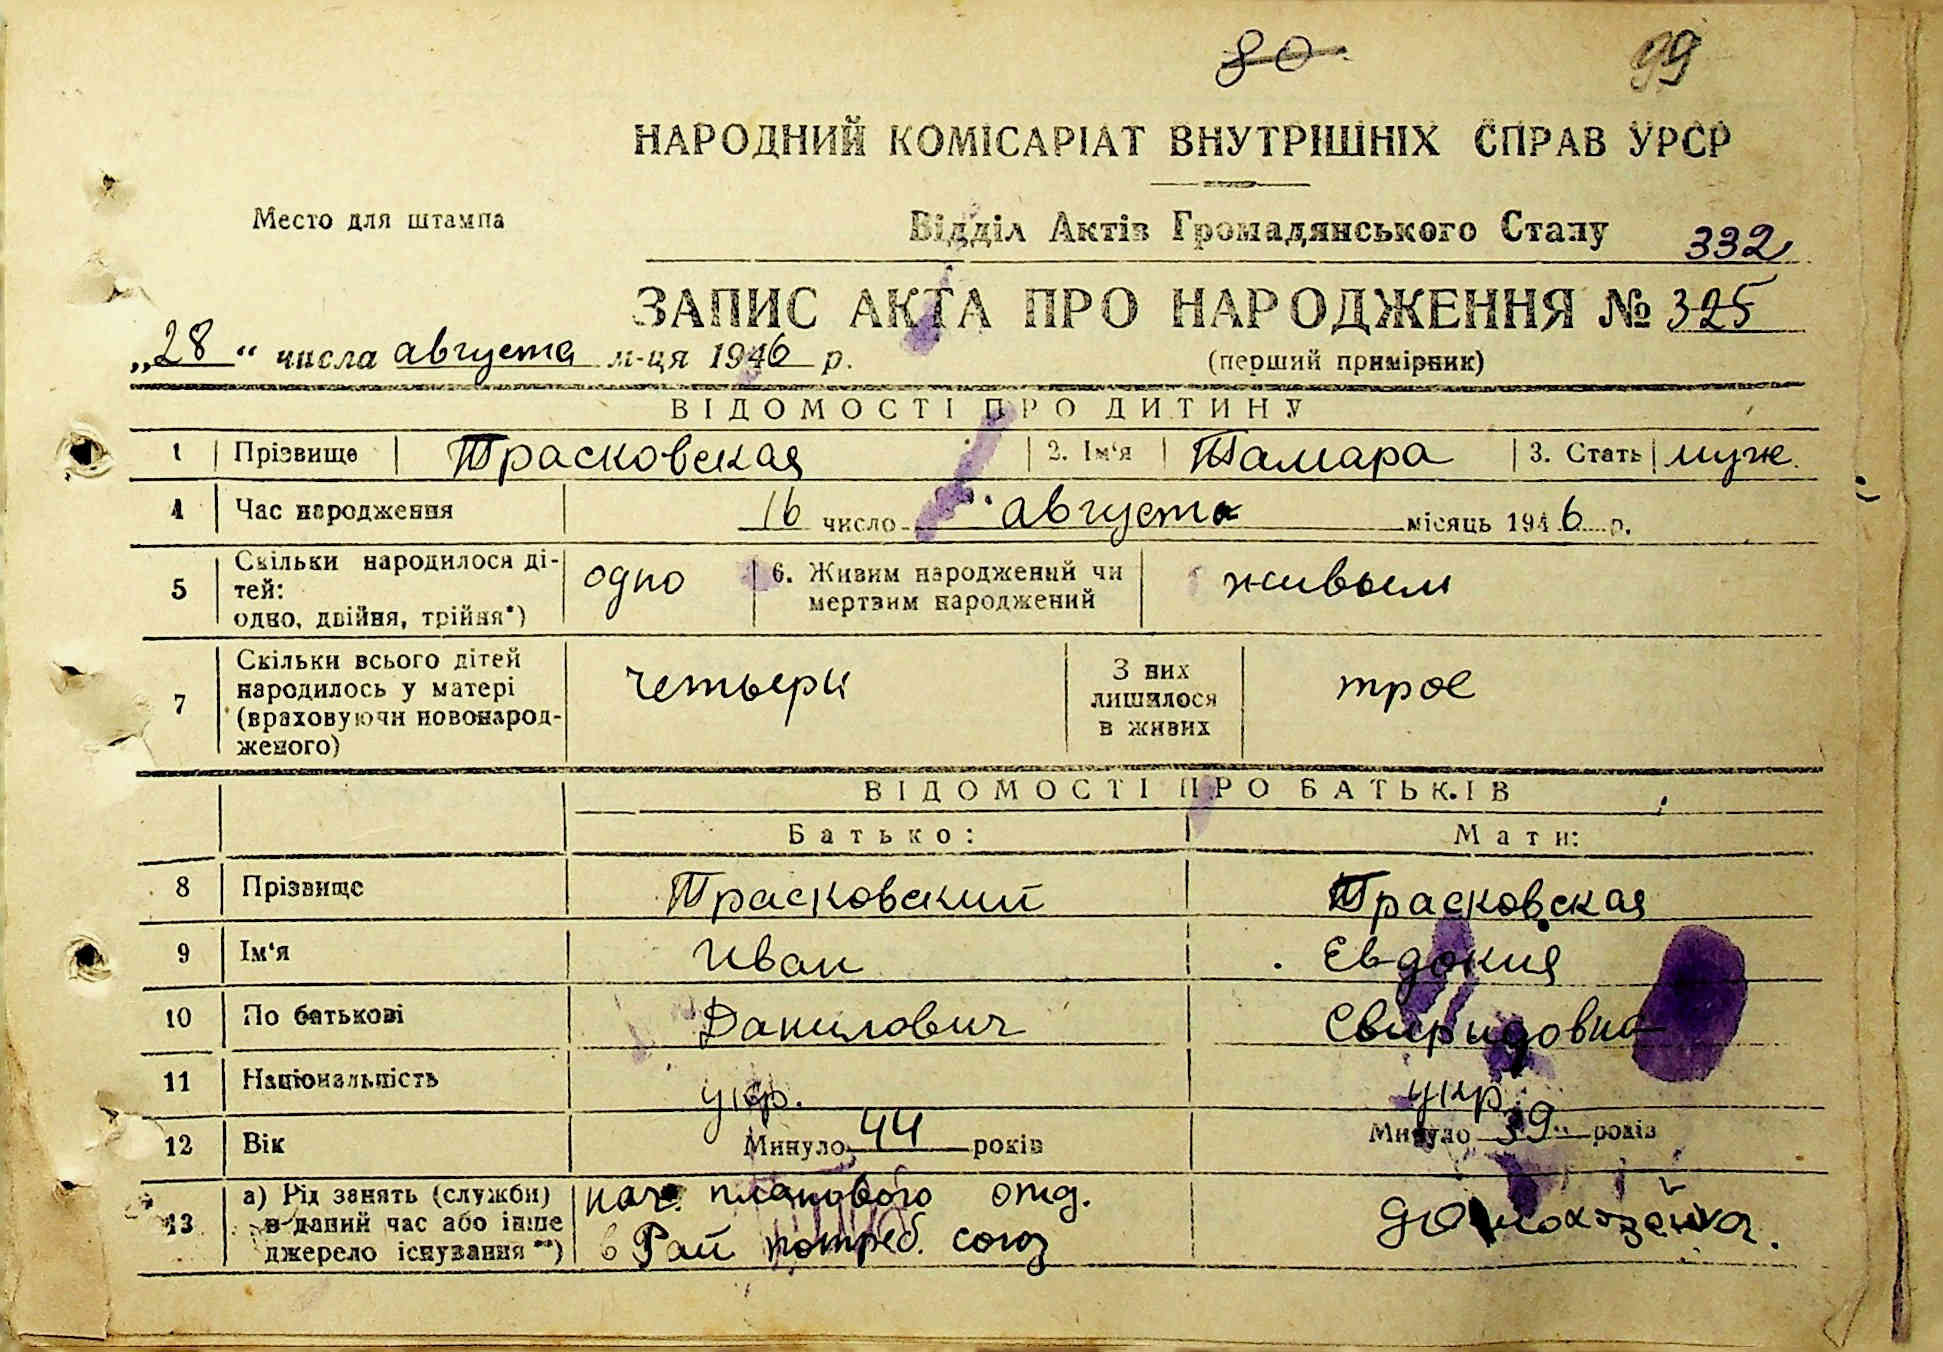 80 99
НАРОДНИЙ КОМІСАРІАТ ВНУТРІШНІХ СПРАВ УРСР
Место для штампа
Відділ Актів Громадянського Стану 332
ЗАПИС АКТА ПРО НАРОДЖЕННЯ № 325
„28“ числа августа м-ця 1946 р.
(перший примірник)
ВІДОМОСТІ ПРО ДИТИНУ
1 Прізвище Трасковская 2. Ім‘я Тамара 3. Стать муж.
4 Час народження 16 число августа місяць 1946 р.
5 Скільки народилося ді-
тей:
одно, двійня, трійня*) одно 6. Живим народжений чи
мертвим народжений живым
7 Скільки всього дітей
народилось у матері
(враховуючи новонарод-
женого) четвери З них
лишилося
в живих трое
ВІДОМОСТІ ПРО БАТЬКІВ
Батько: Мати:
8 Прізвище Трасковский Трасковская
9 Ім‘я Иван Евдокия
10 По батькові Данилович Свиридовна
11 Національність укр. укр.
12 Вік Минуло 44 років Минуло 39 років
13 а) Рід занять (служби)
в даний час або інше
джерело існування**) нач. планового отд.
в Рай потреб. союз домохозяйка.